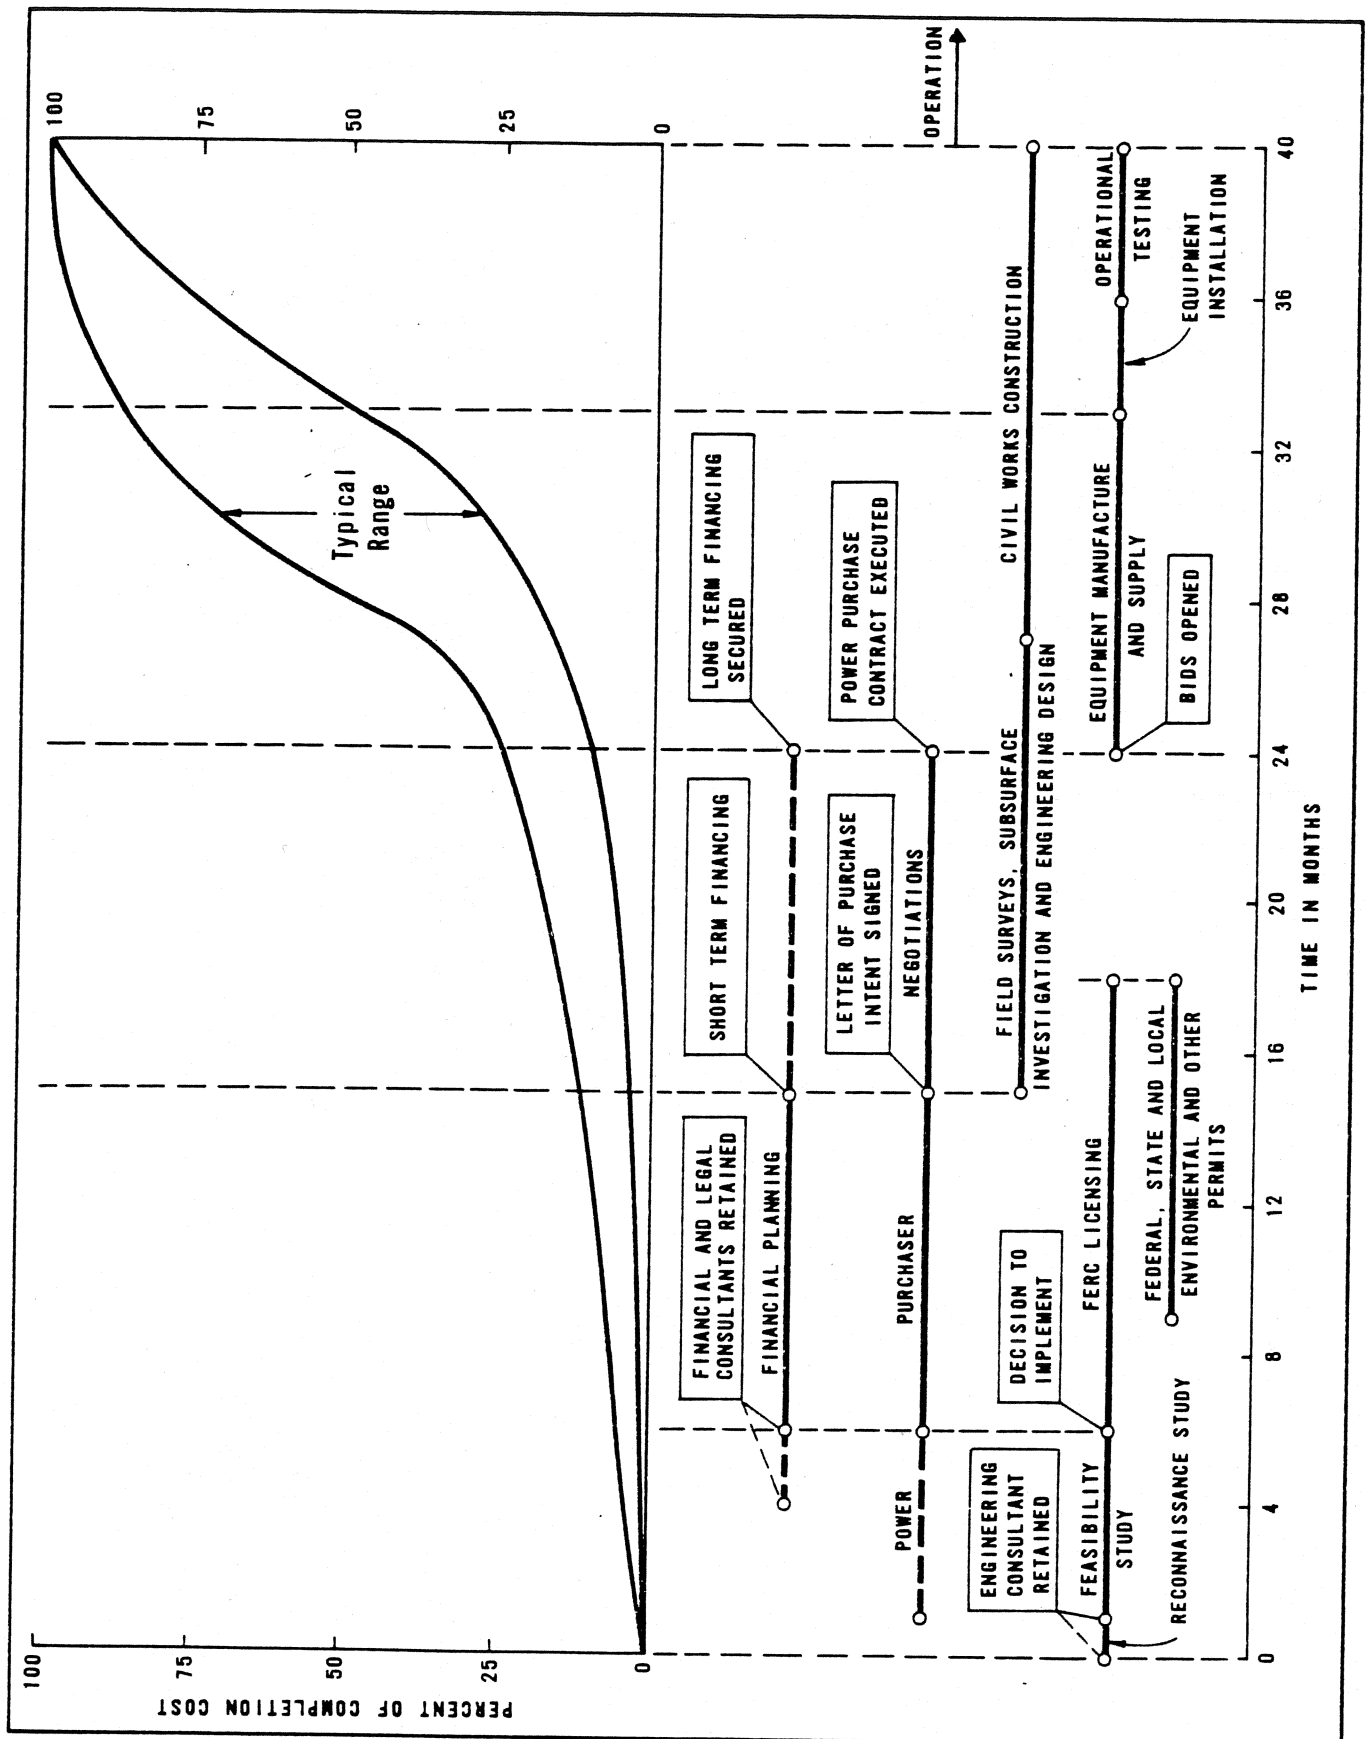 PERCENT OF COMPLETION COST
100
75
50
25
0
100
75
50
25
0
Typical
Range
OPERATION
FINANCIAL AND LEGAL
CONSULTANTS RETAINED
SHORT TERM FINANCING
LONG TERM FINANCING
SECURED
FINANCIAL PLANNING
LETTER OF PURCHASE
INTENT SIGNED
POWER PURCHASE
CONTRACT EXECUTED
POWER PURCHASER NEGOTIATIONS
ENGINEERING
CONSULTANT
RETAINED
DECISION TO
IMPLEMENT
FIELD SURVEYS, SUBSURFACE
INVESTIGATION AND ENGINEERING DESIGN
CIVIL WORKS CONSTRUCTION
FEASIBILITY
STUDY
FERC LICENSING
EQUIPMENT MANUFACTURE
AND SUPPLY
OPERATIONAL
TESTING
RECONNAISSANCE STUDY
FEDERAL, STATE AND LOCAL
ENVIRONMENTAL AND OTHER
PERMITS
BIDS OPENED
EQUIPMENT
INSTALLATION
0 4 8 12 16 20 24 28 32 36 40
TIME IN MONTHS